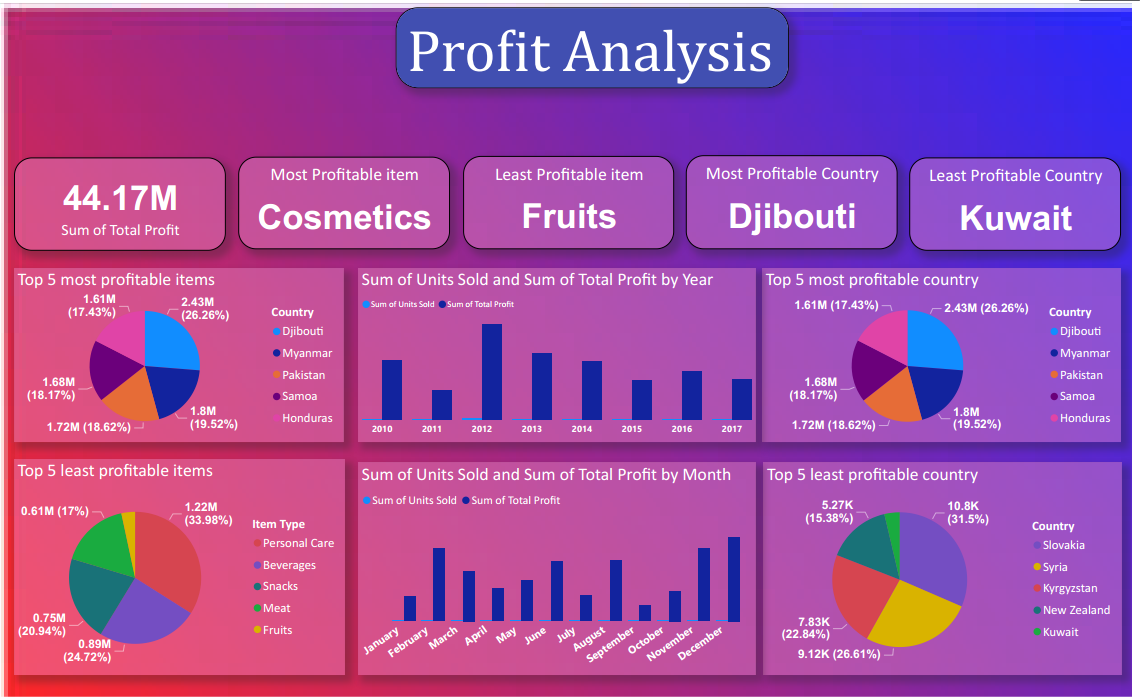 Profit Analysis
44.17M
Sum of Total Profit
Most Profitable item
Cosmetics
Least Profitable item
Fruits
Most Profitable Country
Djibouti
Least Profitable Country
Kuwait
Top 5 most profitable items
1.61M
(17.43%)
2.43M
(26.26%)
1.68M
(18.17%)
1.8M
(19.52%)
1.72M (18.62%)
Country
Djibouti
Myanmar
Pakistan
Samoa
Honduras
Sum of Units Sold and Sum of Total Profit by Year
Sum of Units Sold Sum of Total Profit
2010 2011 2012 2013 2014 2015 2016 2017
Top 5 most profitable country
1.61M (17.43%)
2.43M (26.26%)
1.68M
(18.17%)
1.8M
(19.52%)
1.72M (18.62%)
Country
Djibouti
Myanmar
Pakistan
Samoa
Honduras
Top 5 least profitable items
0.61M (17%)
1.22M
(33.98%)
0.75M
(20.94%)
0.89M
(24.72%)
Item Type
Personal Care
Beverages
Snacks
Meat
Fruits
Sum of Units Sold and Sum of Total Profit by Month
Sum of Units Sold Sum of Total Profit
January February March April May June July August September October November December
Top 5 least profitable country
5.27K
(15.38%)
10.8K
(31.5%)
7.83K
(22.84%)
9.12K (26.61%)
Country
Slovakia
Syria
Kyrgyzstan
New Zealand
Kuwait